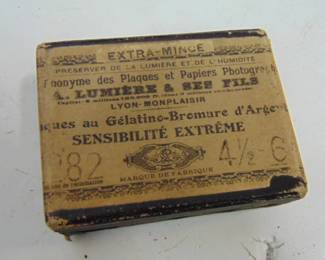 EXTRA-MINCE
PRÉSERVER DE LA LUMIÈRE ET DE L'HUMIDITÉ
nonyme des Plaques et Papiers Photogra
A. LUMIÈRE & SES FILS
LYON-MONPLAISIR
ques au Gélatino-Bromure d'Arge
SENSIBILITÉ EXTRÊME
82
4½-6
MARQUE DE FABRIQUE